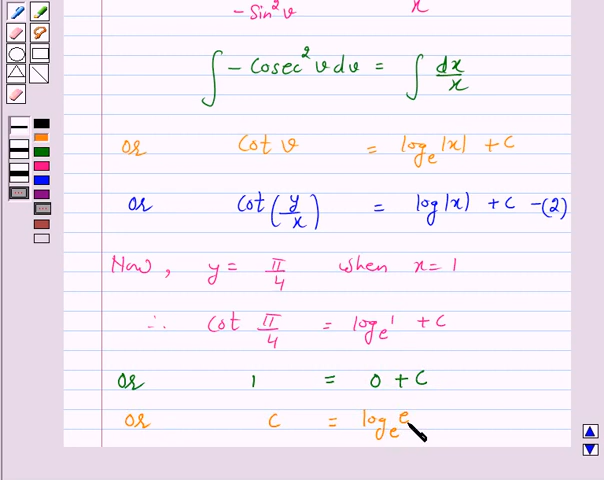 - Sin²v x
∫ - Cosec²v dv = ∫ dx/x
or Cot v = logₑ|x| + C
or Cot (y/x) = log|x| + C -(2)
Now, y = π/4 when x = 1
∴ Cot π/4 = logₑ1 + C
or 1 = 0 + C
or C = logₑe